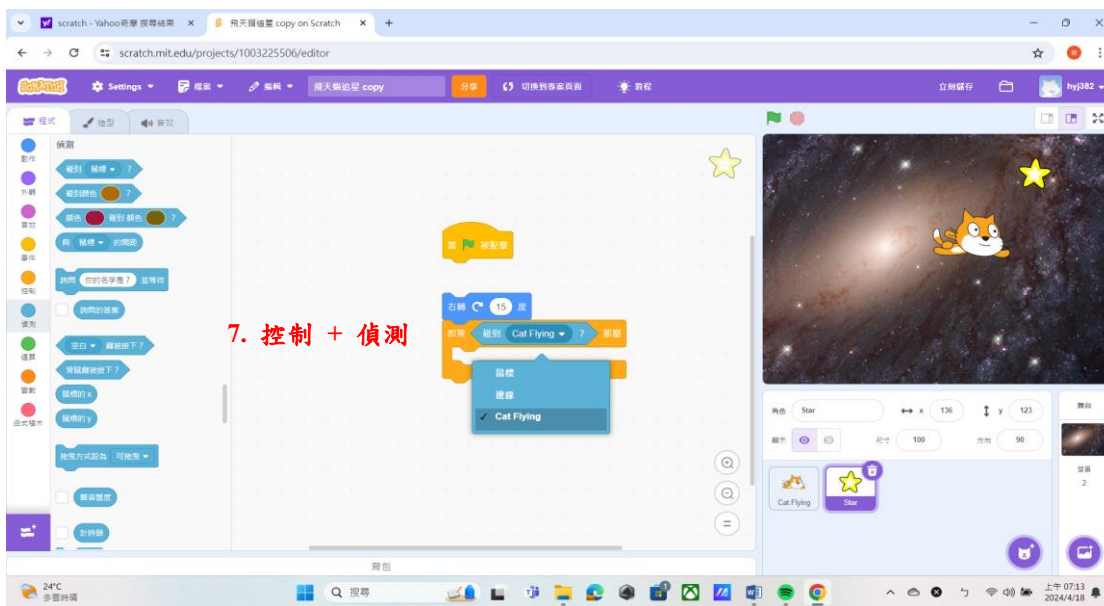 scratch - Yahoo奇摩 搜尋結果
飛天貓追星 copy on Scratch
scratch.mit.edu/projects/1003225506/editor
SCRATCH
Settings
檔案
編輯
飛天貓追星 copy
分享
切換到專案頁面
教程
立刻儲存
hyj382
程式
造型
音效
動作
外觀
音效
事件
控制
偵測
運算
變數
函式積木
偵測
碰到 鼠標 ?
碰到顏色 ?
顏色 碰到 顏色 ?
與 鼠標 的間距
詢問 你的名字是? 並等待
詢問的答案
空白 鍵被按下?
滑鼠鍵被按下?
鼠標的 x
鼠標的 y
拖曳方式設為 可拖曳
聲音響度
計時器
當 被點擊
右轉 15 度
如果 碰到 Cat Flying ? 那麼
鼠標
邊緣
✓ Cat Flying
7. 控制 + 偵測
背包
角色 Star
x 136
y 123
顯示
尺寸 100
方向 90
Cat Flying
Star
舞台
背景
2
24°C
多雲時晴
搜尋
上午 07:13
2024/4/18